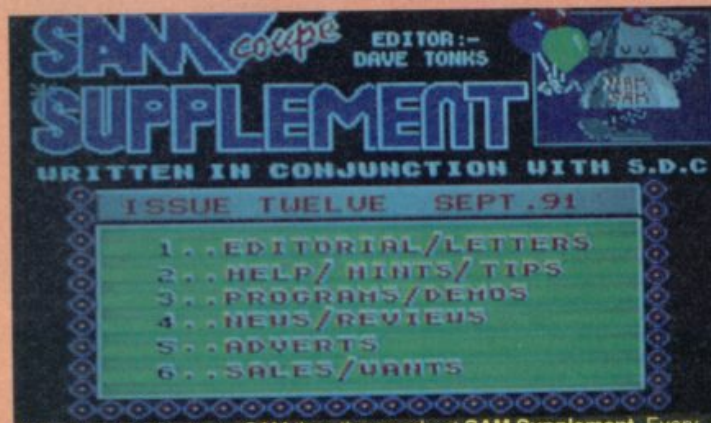 SAM coupe
EDITOR:-
DAVE TONKS
SUPPLEMENT
WRITTEN IN CONJUNCTION WITH S.D.C
ISSUE TWELVE SEPT.91
1..EDITORIAL/LETTERS
2..HELP/HINTS/TIPS
3..PROGRAMS/DEMOS
4..NEWS/REVIEWS
5..ADVERTS
6..SALES/WANTS
SAM Supplement. Every